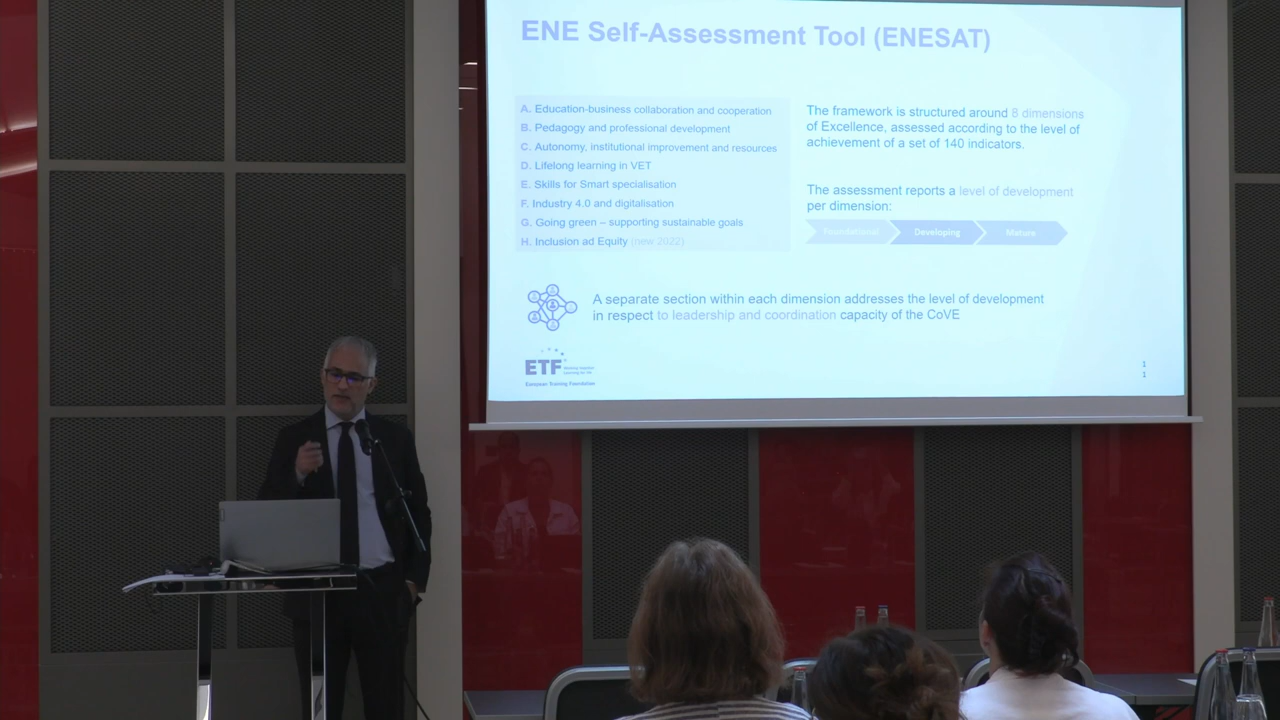 ENE Self-Assessment Tool (ENESAT)
A. Education-business collaboration and cooperation
B. Pedagogy and professional development
C. Autonomy, institutional improvement and resources
D. Lifelong learning in VET
E. Skills for Smart specialisation
F. Industry 4.0 and digitalisation
G. Going green – supporting sustainable goals
H. Inclusion ad Equity (new 2022)
The framework is structured around 8 dimensions
of Excellence, assessed according to the level of
achievement of a set of 140 indicators.
The assessment reports a level of development
per dimension:
Foundational Developing Mature
A separate section within each dimension addresses the level of development
in respect to leadership and coordination capacity of the CoVE
ETF
European Training Foundation
1
1